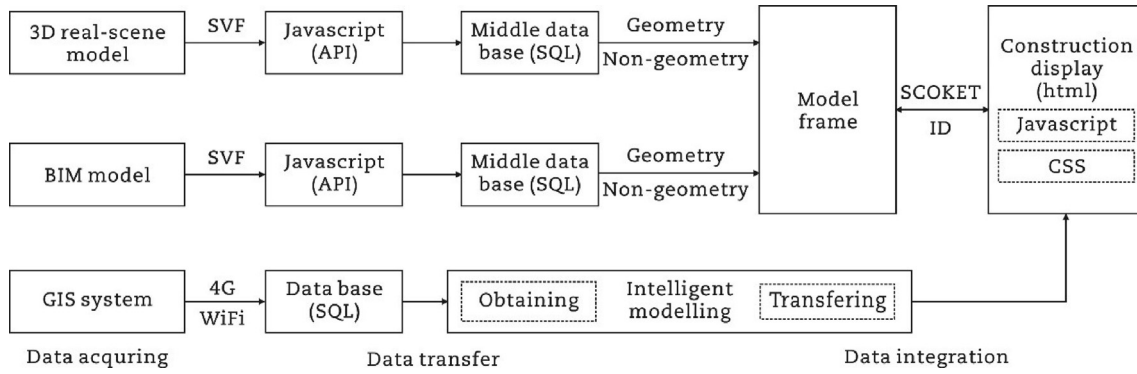 3D real-scene
model
SVF
Javascript
(API)
Middle data
base (SQL)
Geometry
Non-geometry
Model
frame
SCOKET
ID
Construction
display
(html)
Javascript
CSS
BIM model
SVF
Javascript
(API)
Middle data
base (SQL)
Geometry
Non-geometry
GIS system
4G
WiFi
Data base
(SQL)
Obtaining
Intelligent
modelling
Transfering
Data acquring
Data transfer
Data integration